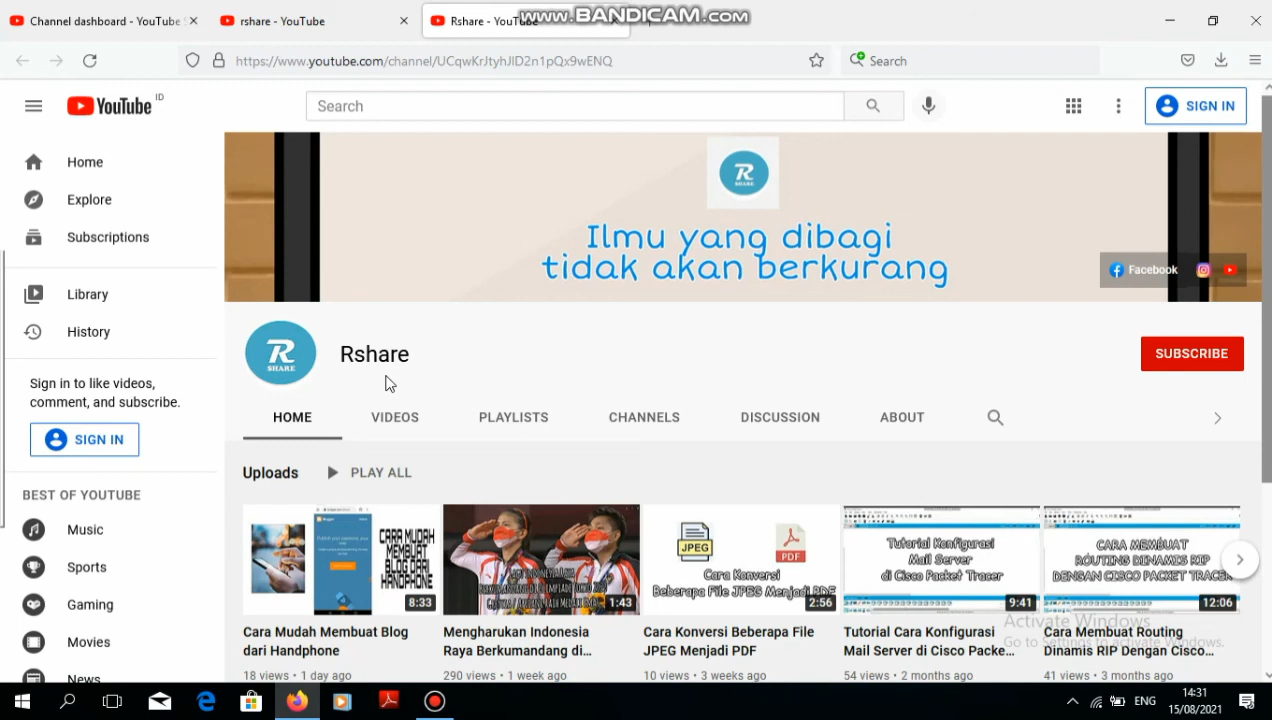 www.BANDICAM.com
Channel dashboard - YouTube
rshare - YouTube
Rshare - YouTube
https://www.youtube.com/channel/UCqwKrJtyhJlD2n1pQx9wENQ
Search
YouTube ID
Search
SIGN IN
Home
Explore
Subscriptions
Library
History
Sign in to like videos,
comment, and subscribe.
SIGN IN
BEST OF YOUTUBE
Music
Sports
Gaming
Movies
News
R
SHARE
Ilmu yang dibagi
tidak akan berkurang
Facebook
R
SHARE
Rshare
SUBSCRIBE
HOME
VIDEOS
PLAYLISTS
CHANNELS
DISCUSSION
ABOUT
Uploads
PLAY ALL
CARA MUDAH
MEMBUAT
BLOG
DARI
HANDPHONE
8:33
Cara Mudah Membuat Blog
dari Handphone
18 views • 1 day ago
1:43
Mengharukan Indonesia
Raya Berkumandang di...
290 views • 1 week ago
JPEG
PDF
Cara Konversi
Beberapa File JPEG Menjadi PDF
2:56
Cara Konversi Beberapa File
JPEG Menjadi PDF
10 views • 3 weeks ago
Tutorial Konfigurasi
Mail Server
di Cisco Packet Tracer
9:41
Tutorial Cara Konfigurasi
Mail Server di Cisco Packe...
54 views • 2 months ago
CARA MEMBUAT
ROUTING DINAMIS RIP
DENGAN CISCO PACKET TRACER
12:06
Cara Membuat Routing
Dinamis RIP Dengan Cisco...
41 views • 3 months ago
Activate Windows
Go to Settings to activate Windows.
ENG
14:31
15/08/2021